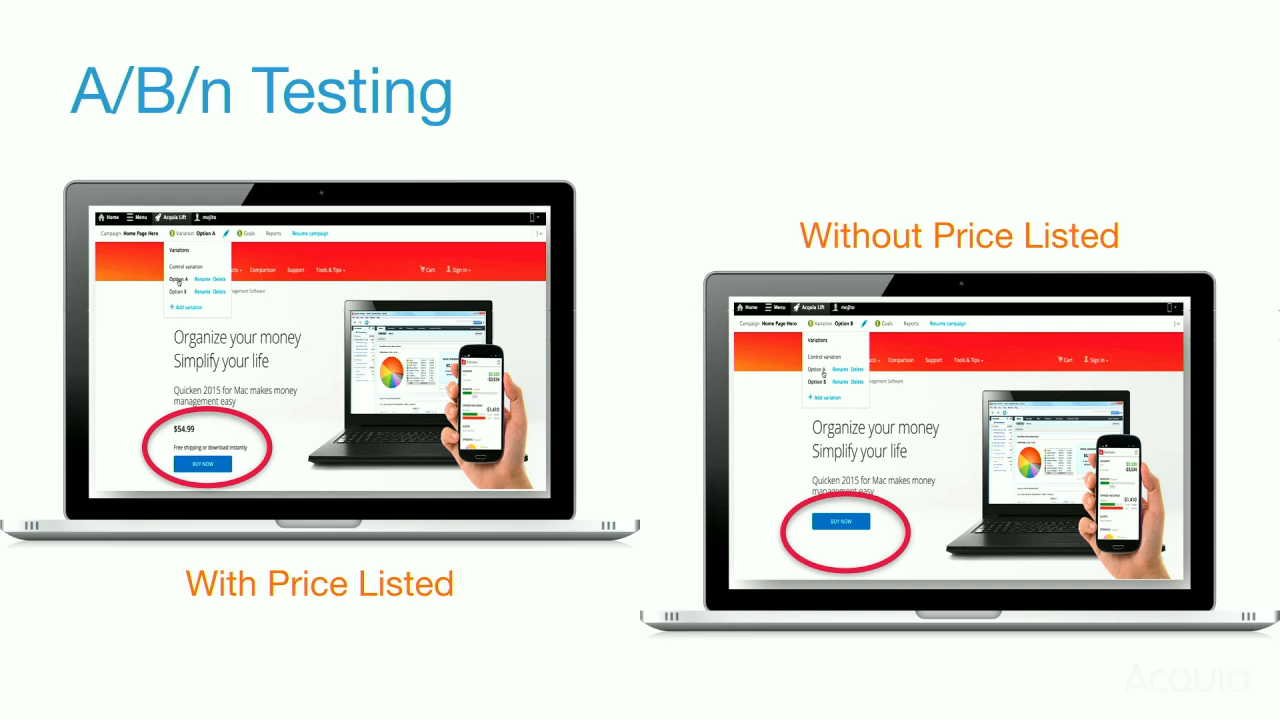 A/B/n Testing
Home Menu Acquia Lift mojito
Campaign: Home Page Hero Variation: Option A Goals Reports Resume campaign
Variations
Control variation
Comparison Support Tools & Tips Cart Sign In
Option A Rename Delete
Option B Rename Delete
+ Add variation
Organize your money
Simplify your life
Quicken 2015 for Mac makes money
management easy
$54.99
Free shipping or download instantly
BUY NOW
With Price Listed
Without Price Listed
Home Menu Acquia Lift mojito
Campaign: Home Page Hero Variation: Option B Goals Reports Resume campaign
Variations
Control variation
Comparison Support Tools & Tips Cart Sign In
Option A Rename Delete
Option B Rename Delete
+ Add variation
Organize your money
Simplify your life
Quicken 2015 for Mac makes money
management easy
BUY NOW
Acquia